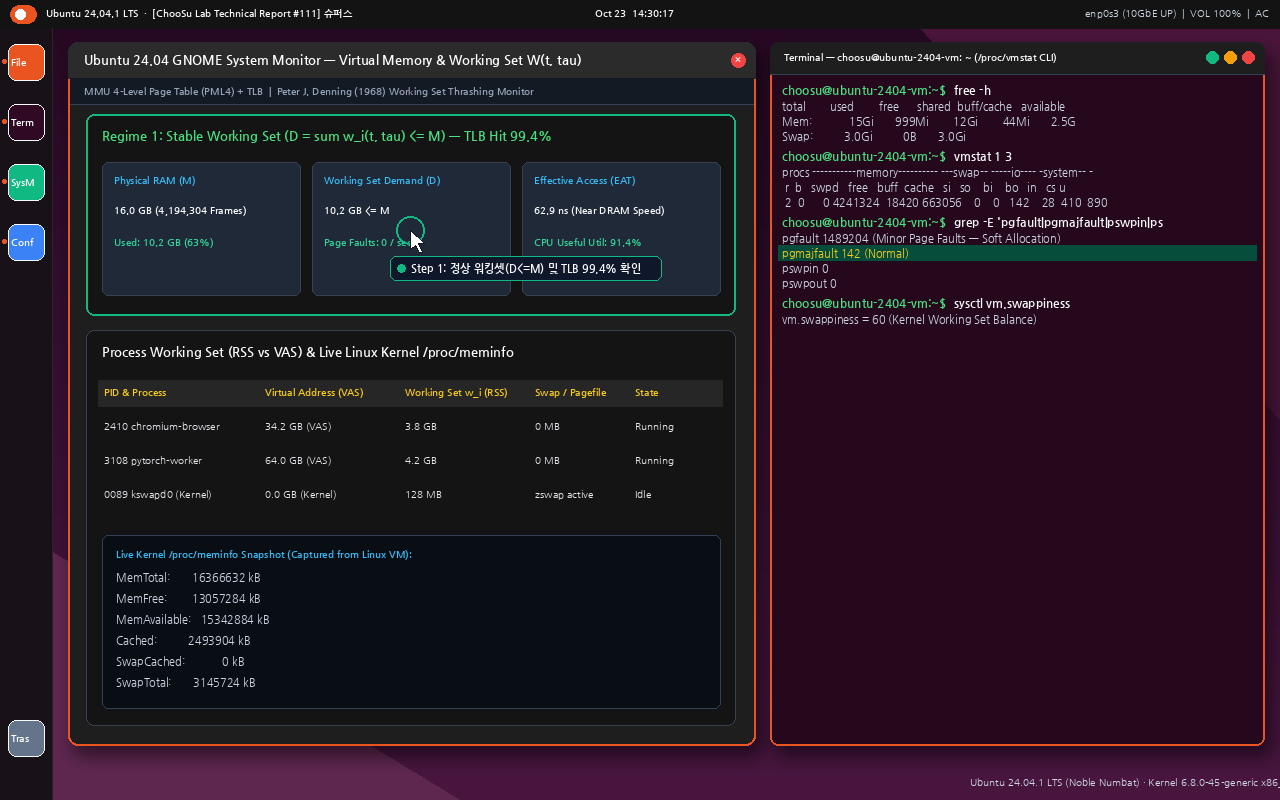 Ubuntu 24.04.1 LTS · [ChooSu Lab Technical Report #111] 슈퍼스
Oct 23 14:30:17
enp0s3 (10GbE UP) | VOL 100% | AC
File
Term
SysM
Conf
Tras
Ubuntu 24.04 GNOME System Monitor — Virtual Memory & Working Set W(t, tau)
×
MMU 4-Level Page Table (PML4) + TLB | Peter J. Denning (1968) Working Set Thrashing Monitor
Regime 1: Stable Working Set (D = sum w_i(t, tau) <= M) — TLB Hit 99.4%
Physical RAM (M)
16.0 GB (4,194,304 Frames)
Used: 10.2 GB (63%)
Working Set Demand (D)
10.2 GB <= M
Page Faults: 0 / se
Effective Access (EAT)
62.9 ns (Near DRAM Speed)
CPU Useful Util: 91.4%
Step 1: 정상 워킹셋(D<=M) 및 TLB 99.4% 확인
Process Working Set (RSS vs VAS) & Live Linux Kernel /proc/meminfo
PID & Process Virtual Address (VAS) Working Set w_i (RSS) Swap / Pagefile State
2410 chromium-browser 34.2 GB (VAS) 3.8 GB 0 MB Running
3108 pytorch-worker 64.0 GB (VAS) 4.2 GB 0 MB Running
0089 kswapd0 (Kernel) 0.0 GB (Kernel) 128 MB zswap active Idle
Live Kernel /proc/meminfo Snapshot (Captured from Linux VM):
MemTotal: 16366632 kB
MemFree: 13057284 kB
MemAvailable: 15342884 kB
Cached: 2493904 kB
SwapCached: 0 kB
SwapTotal: 3145724 kB
Terminal — choosu@ubuntu-2404-vm: ~ (/proc/vmstat CLI)
choosu@ubuntu-2404-vm:~$ free -h
total used free shared buff/cache available
Mem: 15Gi 999Mi 12Gi 44Mi 2.5G
Swap: 3.0Gi 0B 3.0Gi
choosu@ubuntu-2404-vm:~$ vmstat 1 3
procs -----------memory---------- ---swap-- -----io---- -system-- -
r b swpd free buff cache si so bi bo in cs u
2 0 0 4241324 18420 663056 0 0 142 28 410 890
choosu@ubuntu-2404-vm:~$ grep -E 'pgfault|pgmajfault|pswpin|ps
pgfault 1489204 (Minor Page Faults — Soft Allocation)
pgmajfault 142 (Normal)
pswpin 0
pswpout 0
choosu@ubuntu-2404-vm:~$ sysctl vm.swappiness
vm.swappiness = 60 (Kernel Working Set Balance)
Ubuntu 24.04.1 LTS (Noble Numbat) · Kernel 6.8.0-45-generic x86